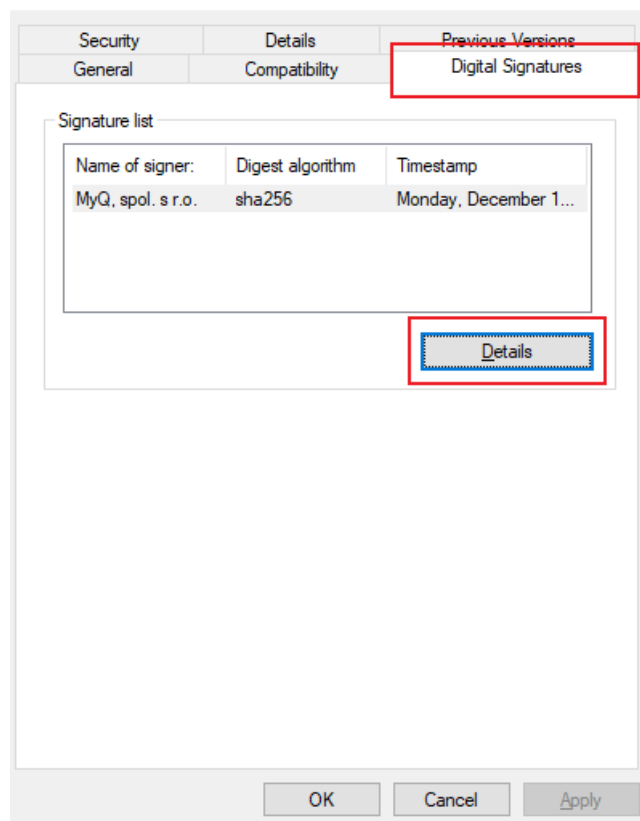 Security Details Previous Versions
General Compatibility Digital Signatures
Signature list
Name of signer: Digest algorithm Timestamp
MyQ, spol. s r.o. sha256 Monday, December 1...
Details
OK Cancel Apply